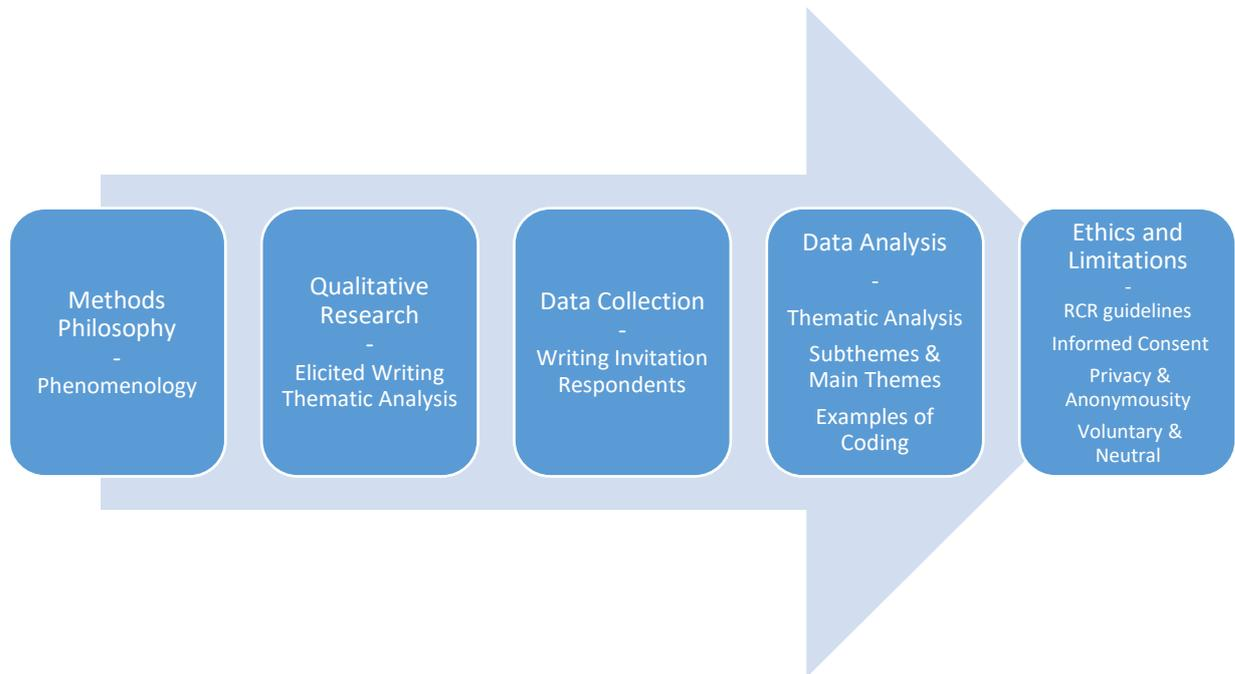 Methods
Philosophy
-
Phenomenology
Qualitative
Research
-
Elicited Writing
Thematic Analysis
Data Collection
-
Writing Invitation
Respondents
Data Analysis
-
Thematic Analysis
Subthemes &
Main Themes
Examples of
Coding
Ethics and
Limitations
-
RCR guidelines
Informed Consent
Privacy &
Anonymousity
Voluntary &
Neutral